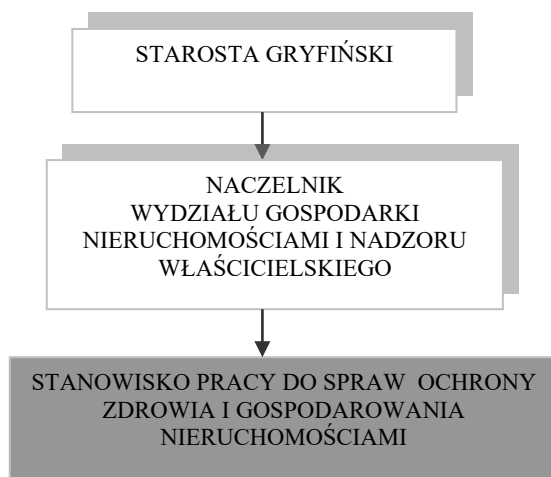 STAROSTA GRYFIŃSKI
NACZELNIK
WYDZIAŁU GOSPODARKI
NIERUCHOMOŚCIAMI I NADZORU
WŁAŚCICIELSKIEGO
STANOWISKO PRACY DO SPRAW OCHRONY
ZDROWIA I GOSPODAROWANIA
NIERUCHOMOŚCIAMI